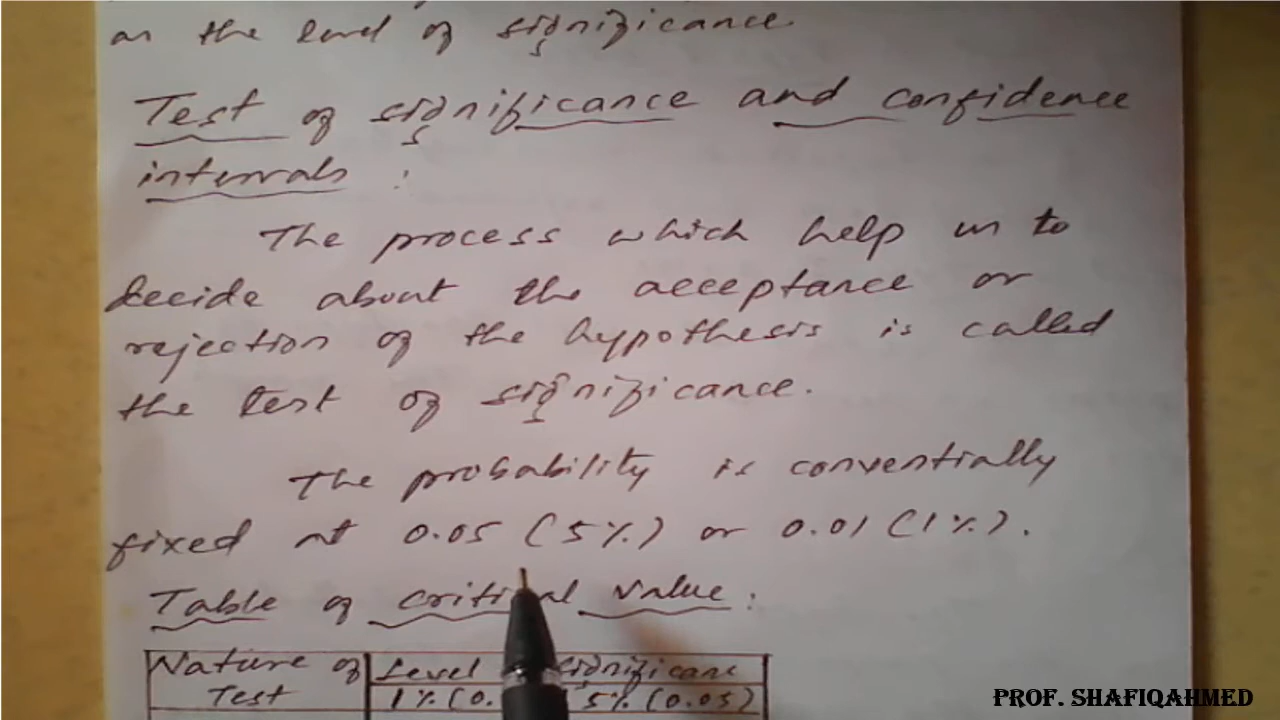 as the level of significance.
Test of significance and confidence
intervals :
The process which help us to
decide about the acceptance or
rejection of the hypothesis is called
the test of significance.
The probability is conventially
fixed at 0.05 (5%) or 0.01 (1%).
Table of critical value :
Nature of Test
Level significane
1% (0. 5% (0.05)
PROF. SHAFIQAHMED